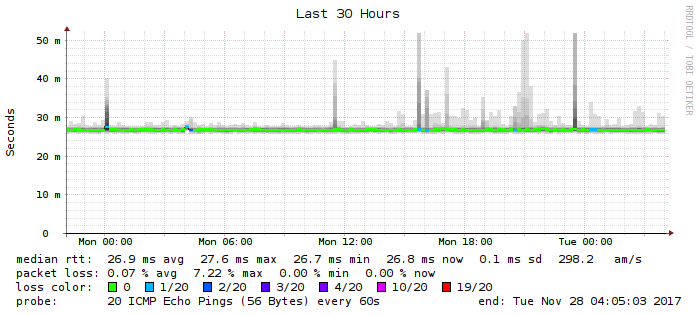 Last 30 Hours
RRDTOOL / TOBI OETIKER
Seconds
50 m
40 m
30 m
20 m
10 m
0
Mon 00:00 Mon 06:00 Mon 12:00 Mon 18:00 Tue 00:00
median rtt: 26.9 ms avg 27.6 ms max 26.7 ms min 26.8 ms now 0.1 ms sd 298.2 am/s
packet loss: 0.07 % avg 7.22 % max 0.00 % min 0.00 % now
loss color: 0 1/20 2/20 3/20 4/20 10/20 19/20
probe: 20 ICMP Echo Pings (56 Bytes) every 60s end: Tue Nov 28 04:05:03 2017